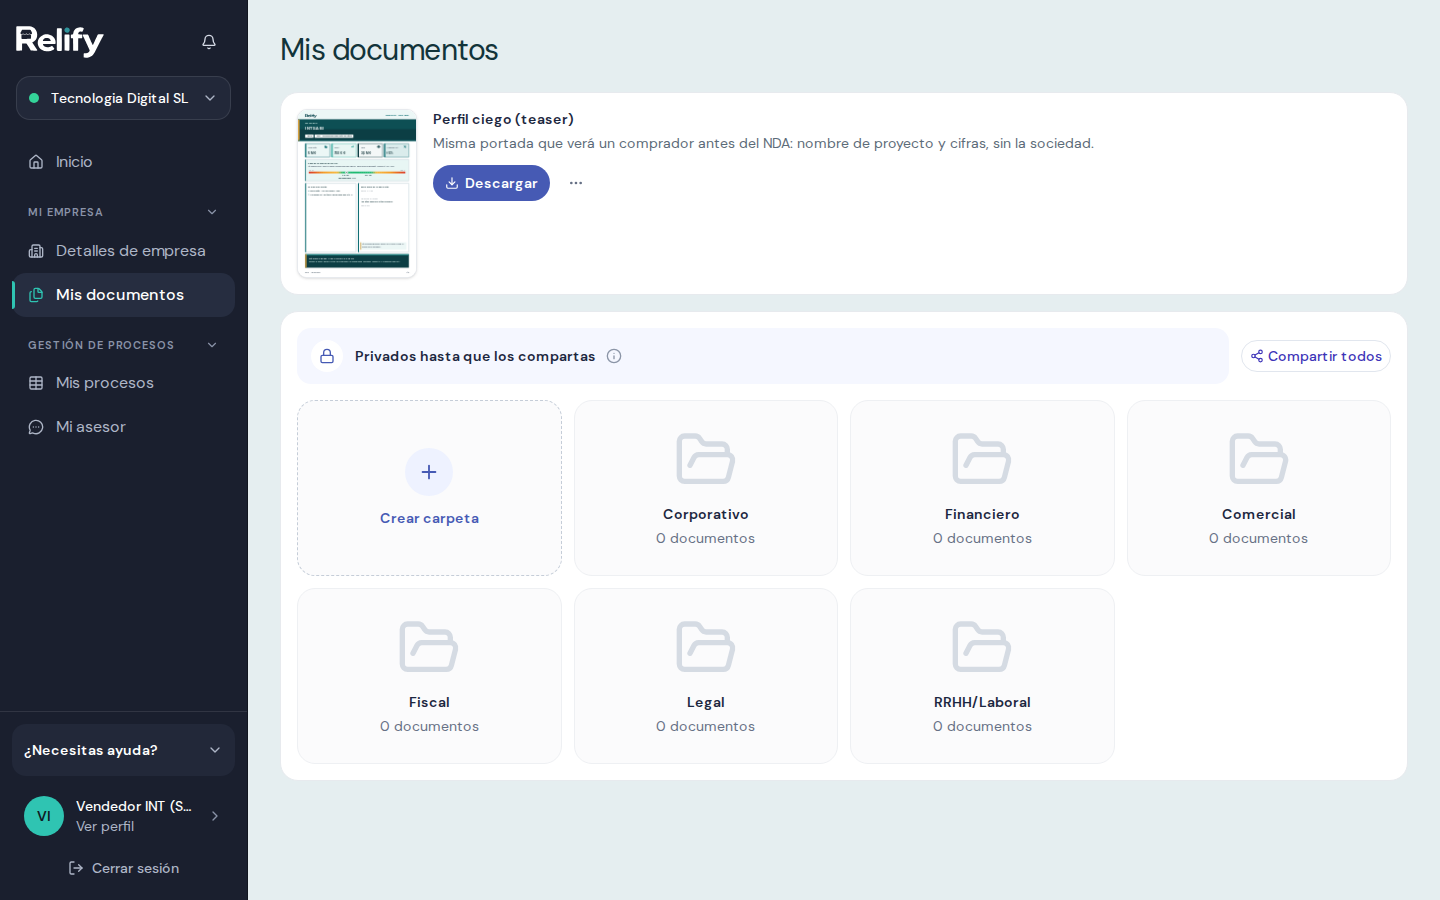 Relify
Tecnologia Digital SL
Inicio
MI EMPRESA
Detalles de empresa
Mis documentos
GESTIÓN DE PROCESOS
Mis procesos
Mi asesor
¿Necesitas ayuda?
VI
Vendedor INT (S...
Ver perfil
Cerrar sesión
Mis documentos
Perfil ciego (teaser)
Misma portada que verá un comprador antes del NDA: nombre de proyecto y cifras, sin la sociedad.
Descargar
Privados hasta que los compartas
Compartir todos
Crear carpeta
Corporativo
0 documentos
Financiero
0 documentos
Comercial
0 documentos
Fiscal
0 documentos
Legal
0 documentos
RRHH/Laboral
0 documentos